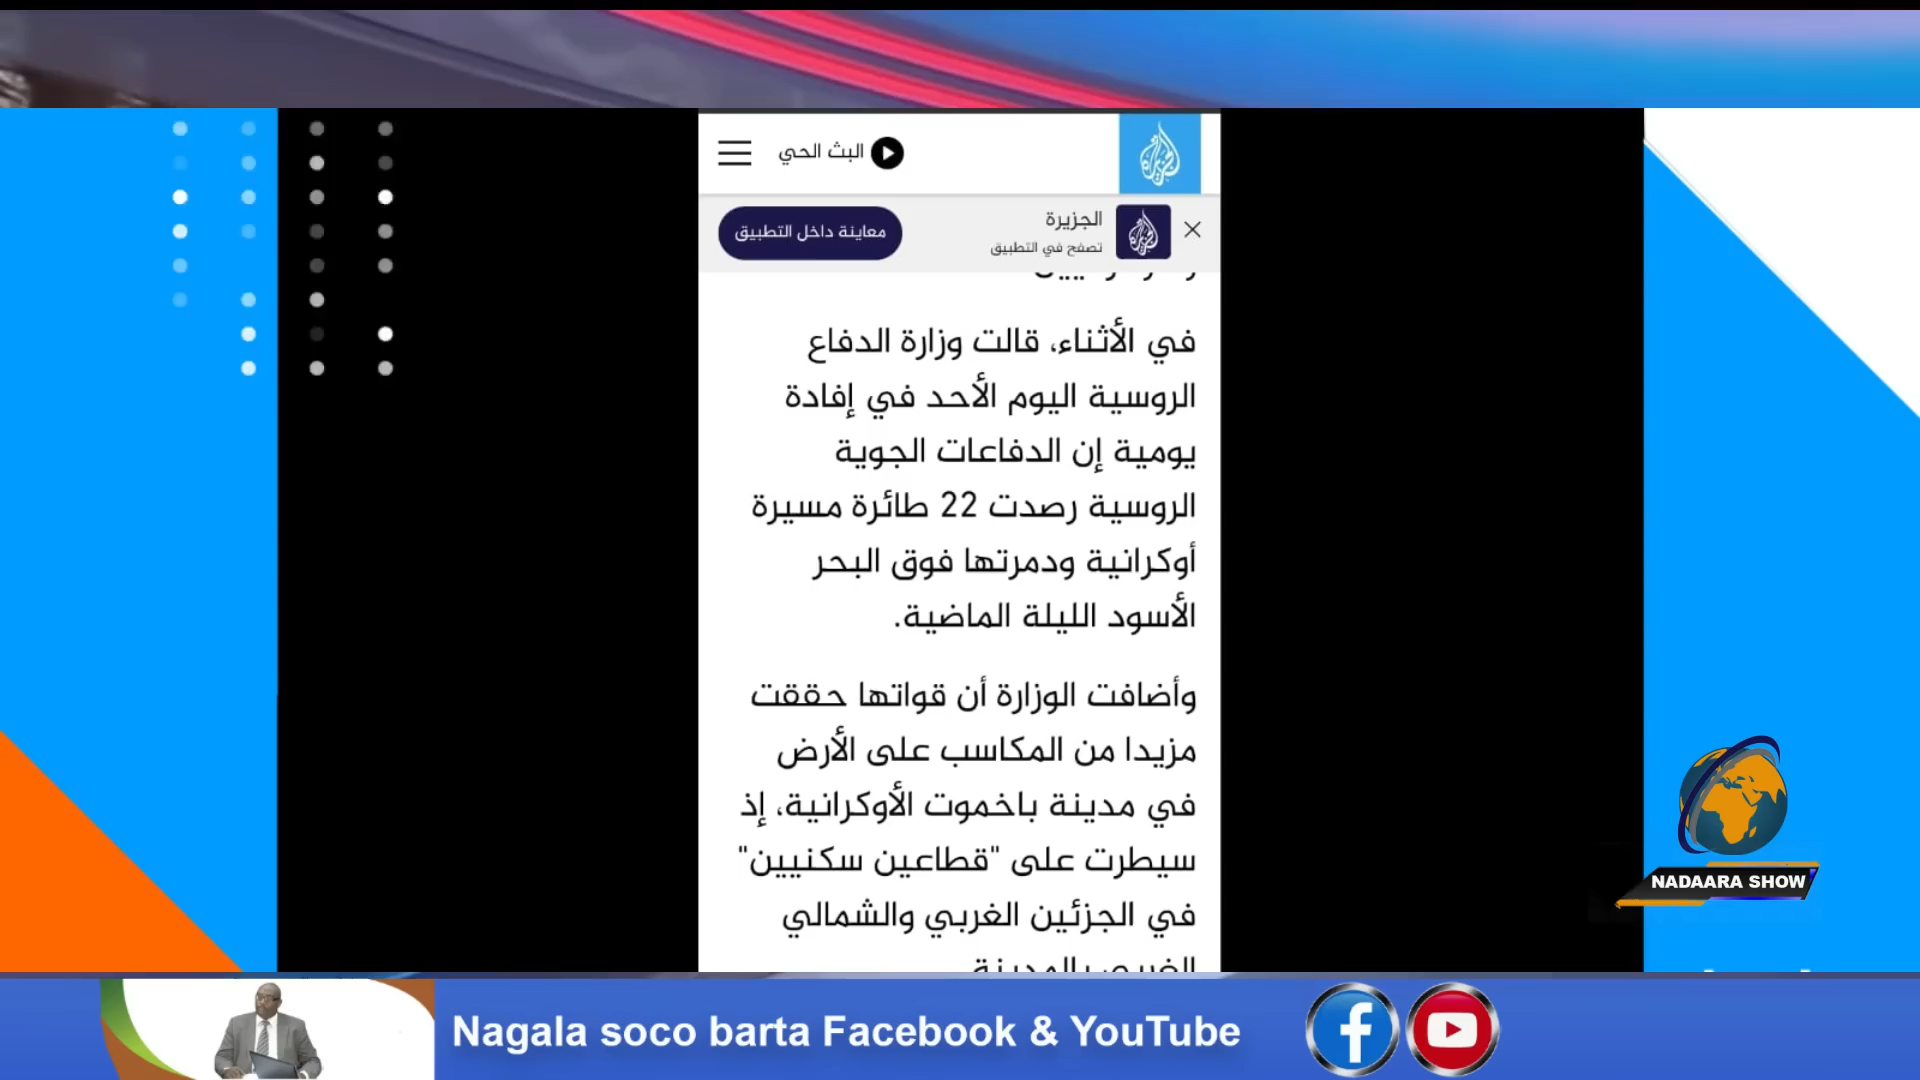 البث الحي
الجزيرة
تصفح في التطبيق
معاينة داخل التطبيق
في الأثناء، قالت وزارة الدفاع
الروسية اليوم الأحد في إفادة
يومية إن الدفاعات الجوية
الروسية رصدت 22 طائرة مسيرة
أوكرانية ودمرتها فوق البحر
الأسود الليلة الماضية.
وأضافت الوزارة أن قواتها حققت
مزيدا من المكاسب على الأرض
في مدينة باخموت الأوكرانية، إذ
سيطرت على "قطاعين سكنيين"
في الجزئين الغربي والشمالي
الغربي بالمدينة
NADAARA SHOW
Nagala soco barta Facebook & YouTube